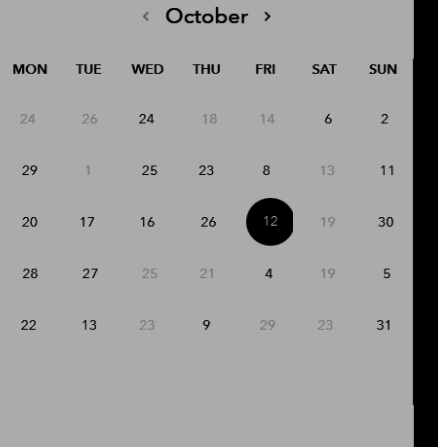 ‹ October ›
MON TUE WED THU FRI SAT SUN
24 26 24 18 14 6 2
29 1 25 23 8 13 11
20 17 16 26 12 19 30
28 27 25 21 4 19 5
22 13 23 9 29 23 31